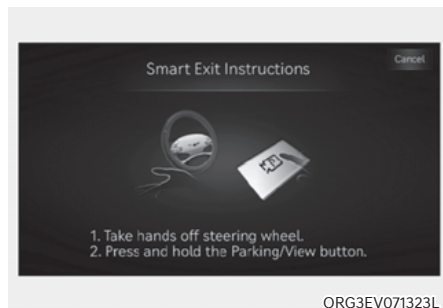 Smart Exit Instructions
Cancel
1. Take hands off steering wheel.
2. Press and hold the Parking/View button.
ORG3EV071323L